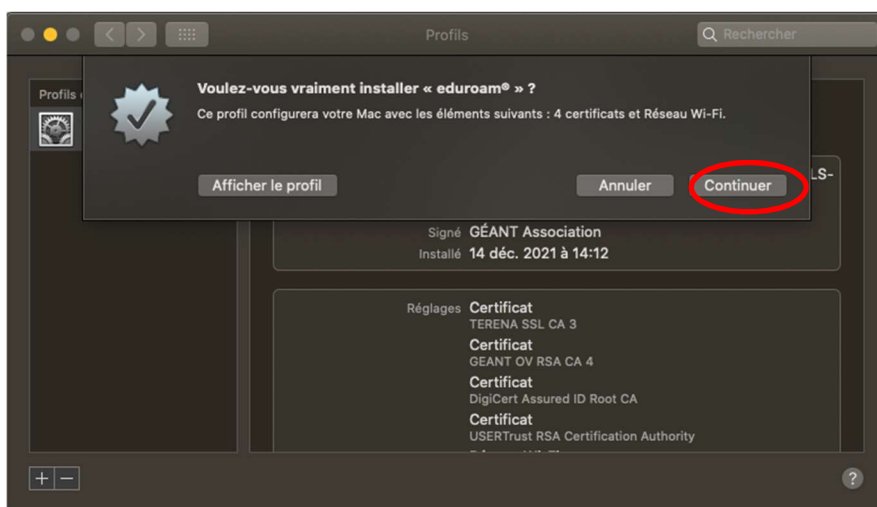 Profils
Rechercher
Profils
Voulez-vous vraiment installer « eduroam® » ?
Ce profil configurera votre Mac avec les éléments suivants : 4 certificats et Réseau Wi-Fi.
Afficher le profil
Annuler
Continuer
LS-
Signé GÉANT Association
Installé 14 déc. 2021 à 14:12
Réglages Certificat
TERENA SSL CA 3
Certificat
GEANT OV RSA CA 4
Certificat
DigiCert Assured ID Root CA
Certificat
USERTrust RSA Certification Authority
+ −
?